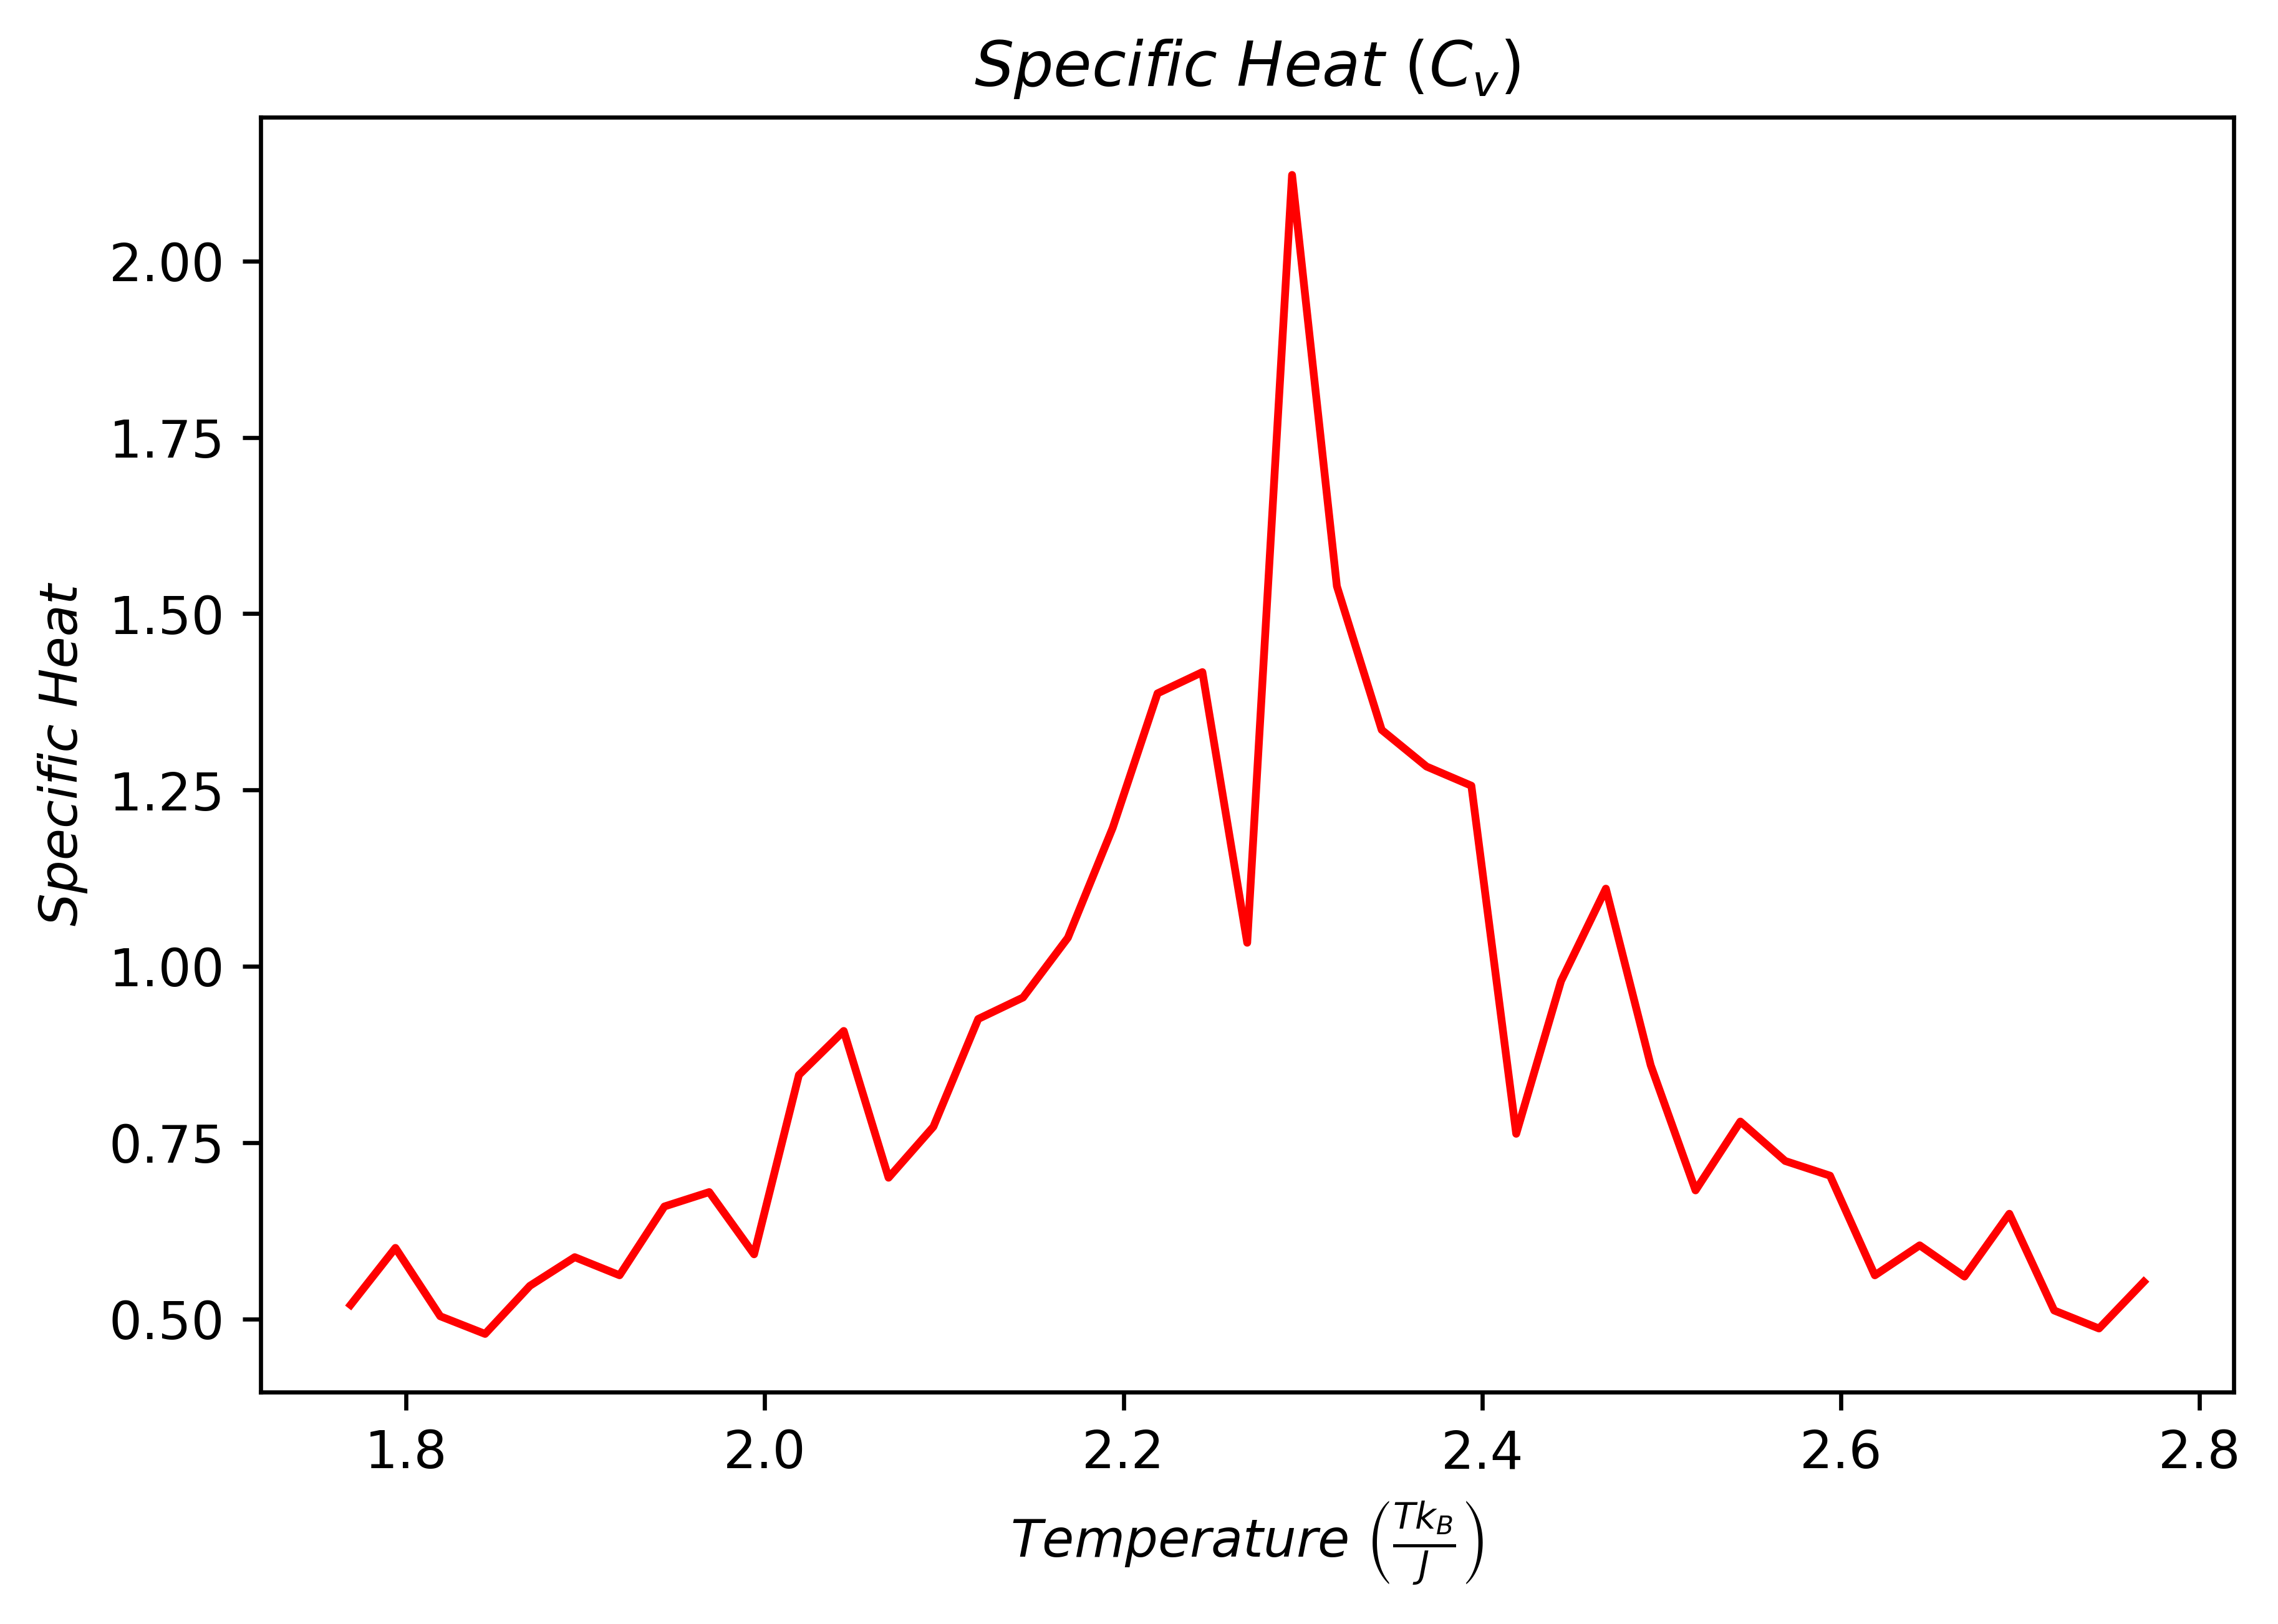 Specific Heat (C_v)
2.00
1.75
1.50
1.25
1.00
0.75
0.50
Specific Heat
1.8 2.0 2.2 2.4 2.6 2.8
Temperature (Tk_B/J)